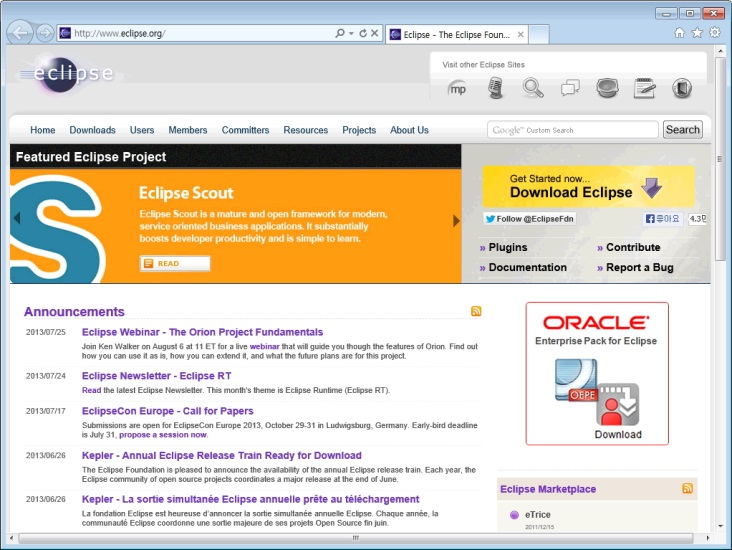 http://www.eclipse.org/
Eclipse - The Eclipse Foun...
eclipse
Visit other Eclipse Sites
mp
Home Downloads Users Members Committers Resources Projects About Us
Google™ Custom Search
Search
Featured Eclipse Project
Eclipse Scout
Eclipse Scout is a mature and open framework for modern,
service oriented business applications. It substantially
boosts developer productivity and is simple to learn.
READ
S
Get Started now...
Download Eclipse
Follow @EclipseFdn
좋아요
4.3만
» Plugins
» Contribute
» Documentation
» Report a Bug
Announcements
2013/07/25 Eclipse Webinar - The Orion Project Fundamentals
Join Ken Walker on August 6 at 11 ET for a live webinar that will guide you though the features of Orion. Find out
how you can use it as is, how you can extend it, and what the future plans are for this project.
2013/07/24 Eclipse Newsletter - Eclipse RT
Read the latest Eclipse Newsletter. This month's theme is Eclipse Runtime (Eclipse RT).
2013/07/17 EclipseCon Europe - Call for Papers
Submissions are open for EclipseCon Europe 2013, October 29-31 in Ludwigsburg, Germany. Early-bird deadline
is July 31, propose a session now.
2013/06/26 Kepler - Annual Eclipse Release Train Ready for Download
The Eclipse Foundation is pleased to announce the availability of the annual Eclipse release train. Each year, the
Eclipse community of open source projects coordinates a major release at the end of June.
2013/06/26 Kepler - La sortie simultanée Eclipse annuelle prête au téléchargement
La fondation Eclipse est heureuse d'annoncer la sortie simultanée Eclipse annuelle. Chaque année, la
communauté Eclipse coordonne une sortie majeure de ses projets Open Source fin juin.
ORACLE
Enterprise Pack for Eclipse
OEPE
Download
Eclipse Marketplace
eTrice
2011/12/15